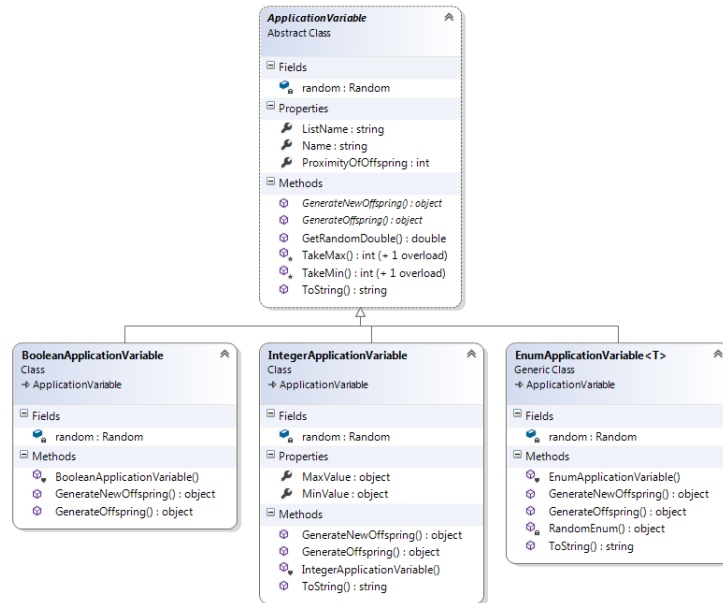 ApplicationVariable
Abstract Class
Fields
random : Random
Properties
ListName : string
Name : string
ProximityOfOffspring : int
Methods
GenerateNewOffspring() : object
GenerateOffspring() : object
GetRandomDouble() : double
TakeMax() : int (+ 1 overload)
TakeMin() : int (+ 1 overload)
ToString() : string
BooleanApplicationVariable
Class
ApplicationVariable
Fields
random : Random
Methods
BooleanApplicationVariable()
GenerateNewOffspring() : object
GenerateOffspring() : object
IntegerApplicationVariable
Class
ApplicationVariable
Fields
random : Random
Properties
MaxValue : object
MinValue : object
Methods
GenerateNewOffspring() : object
GenerateOffspring() : object
IntegerApplicationVariable()
ToString() : string
EnumApplicationVariable<T>
Generic Class
ApplicationVariable
Fields
random : Random
Methods
EnumApplicationVariable()
GenerateNewOffspring() : object
GenerateOffspring() : object
RandomEnum() : object
ToString() : string